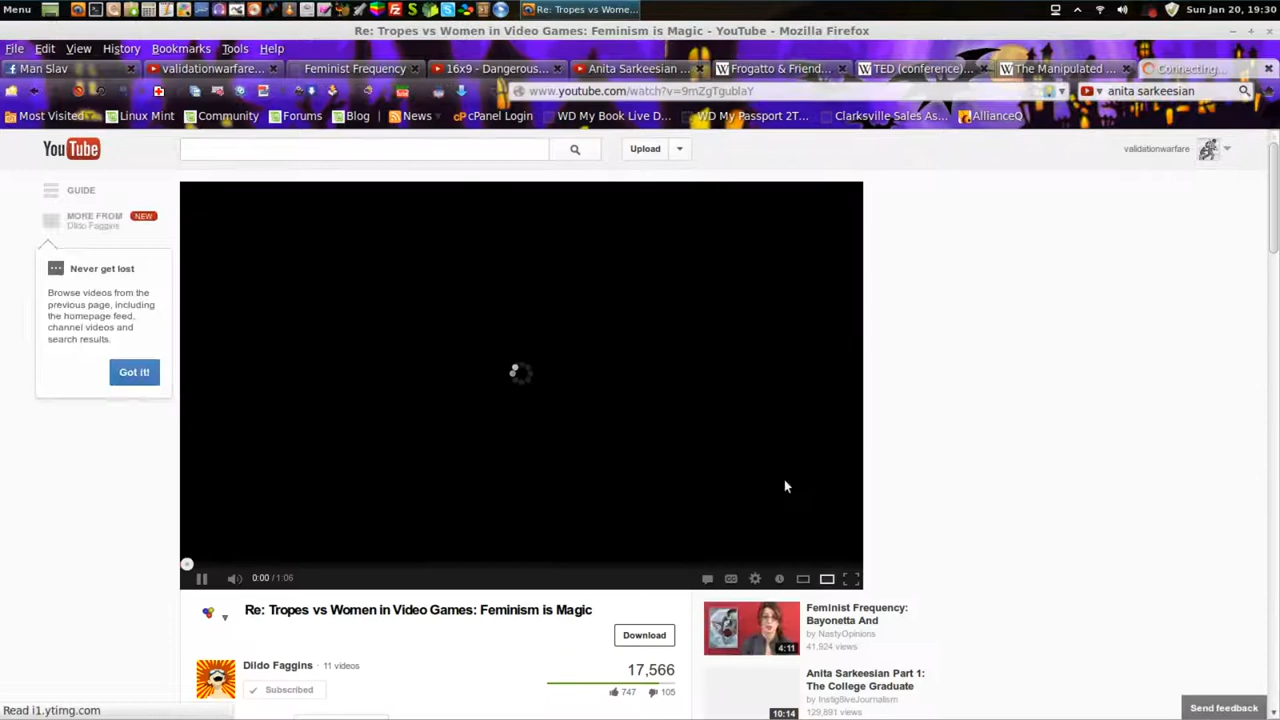 Menu
Re: Tropes vs Wome...
Sun Jan 20, 19:30
Re: Tropes vs Women in Video Games: Feminism is Magic - YouTube - Mozilla Firefox
File Edit View History Bookmarks Tools Help
Man Slav
validationwarfare...
Feminist Frequency
16x9 - Dangerous...
Anita Sarkeesian ...
Frogatto & Friend...
TED (conference)...
The Manipulated ...
Connecting...
www.youtube.com/watch?v=9mZgTgublaY
anita sarkeesian
Most Visited
Linux Mint
Community
Forums
Blog
News
cPanel Login
WD My Book Live D...
WD My Passport 2T...
Clarksville Sales As...
AllianceQ
YouTube
Upload
validationwarfare
GUIDE
MORE FROM NEW
Dildo Faggins
Never get lost
Browse videos from the
previous page, including
the homepage feed,
channel videos and
search results.
Got it!
0:00 / 1:06
Re: Tropes vs Women in Video Games: Feminism is Magic
Download
Dildo Faggins · 11 videos
17,566
Subscribed
747 105
Feminist Frequency:
Bayonetta And
by NastyOpinions
41,924 views
4:11
Anita Sarkeesian Part 1:
The College Graduate
by Instig8iveJournalism
129,891 views
10:14
Read i1.ytimg.com
Send feedback